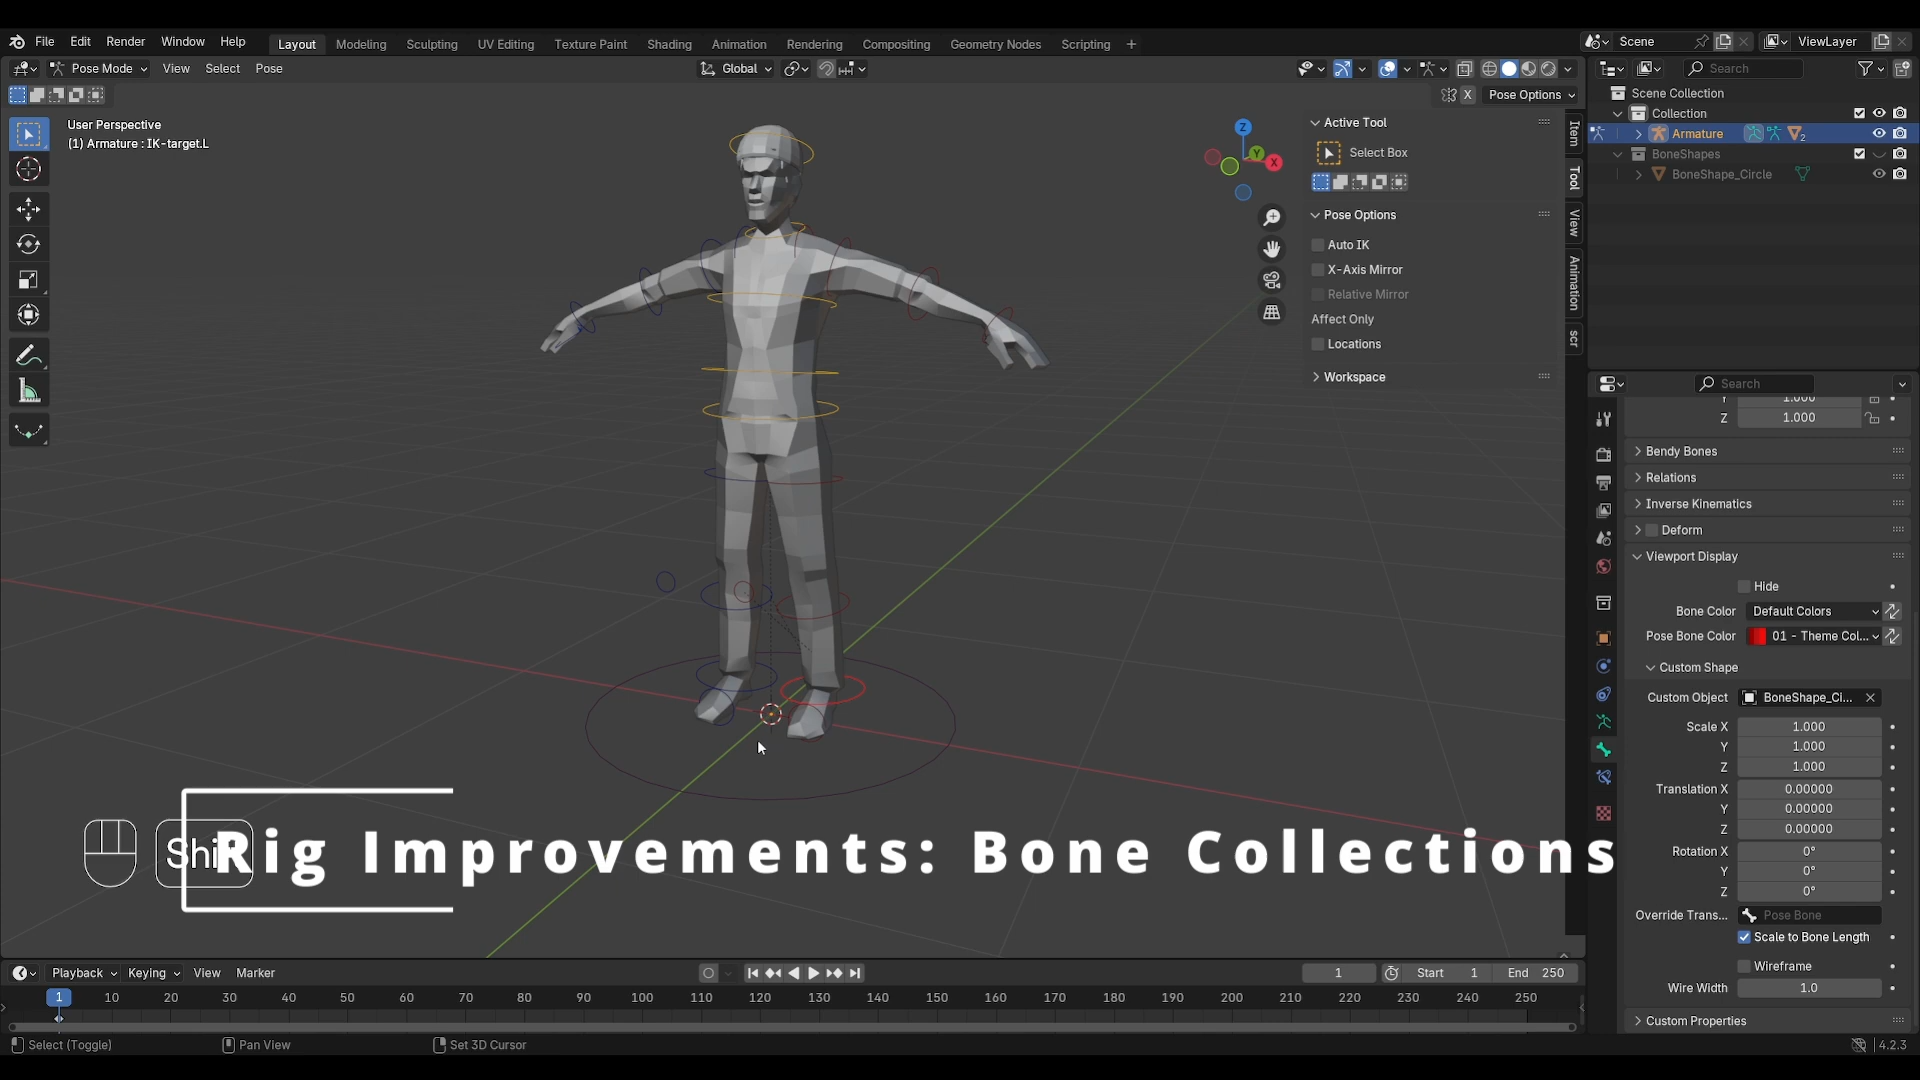 File Edit Render Window Help Layout Modeling Sculpting UV Editing Texture Paint Shading Animation Rendering Compositing Geometry Nodes Scripting + Scene ViewLayer
Pose Mode View Select Pose Global Search
X Pose Options
Scene Collection
Collection
Armature 2
BoneShapes
BoneShape_Circle
User Perspective
(1) Armature : IK-target.L
Z
Y
X
Active Tool
Select Box
Pose Options
Auto IK
X-Axis Mirror
Relative Mirror
Affect Only
Locations
Workspace
Item
Tool
View
Animation
scr
Search
Y 1.000
Z 1.000
Bendy Bones
Relations
Inverse Kinematics
Deform
Viewport Display
Hide
Bone Color Default Colors
Pose Bone Color 01 - Theme Col...
Custom Shape
Custom Object BoneShape_Ci...
Scale X 1.000
Y 1.000
Z 1.000
Translation X 0.00000
Y 0.00000
Z 0.00000
Rotation X 0°
Y 0°
Z 0°
Override Trans... Pose Bone
Scale to Bone Length
Wireframe
Wire Width 1.0
Custom Properties
Shi
Rig Improvements: Bone Collections
Playback Keying View Marker 1 Start 1 End 250
1 10 20 30 40 50 60 70 80 90 100 110 120 130 140 150 160 170 180 190 200 210 220 230 240 250
Select (Toggle) Pan View Set 3D Cursor 4.2.3